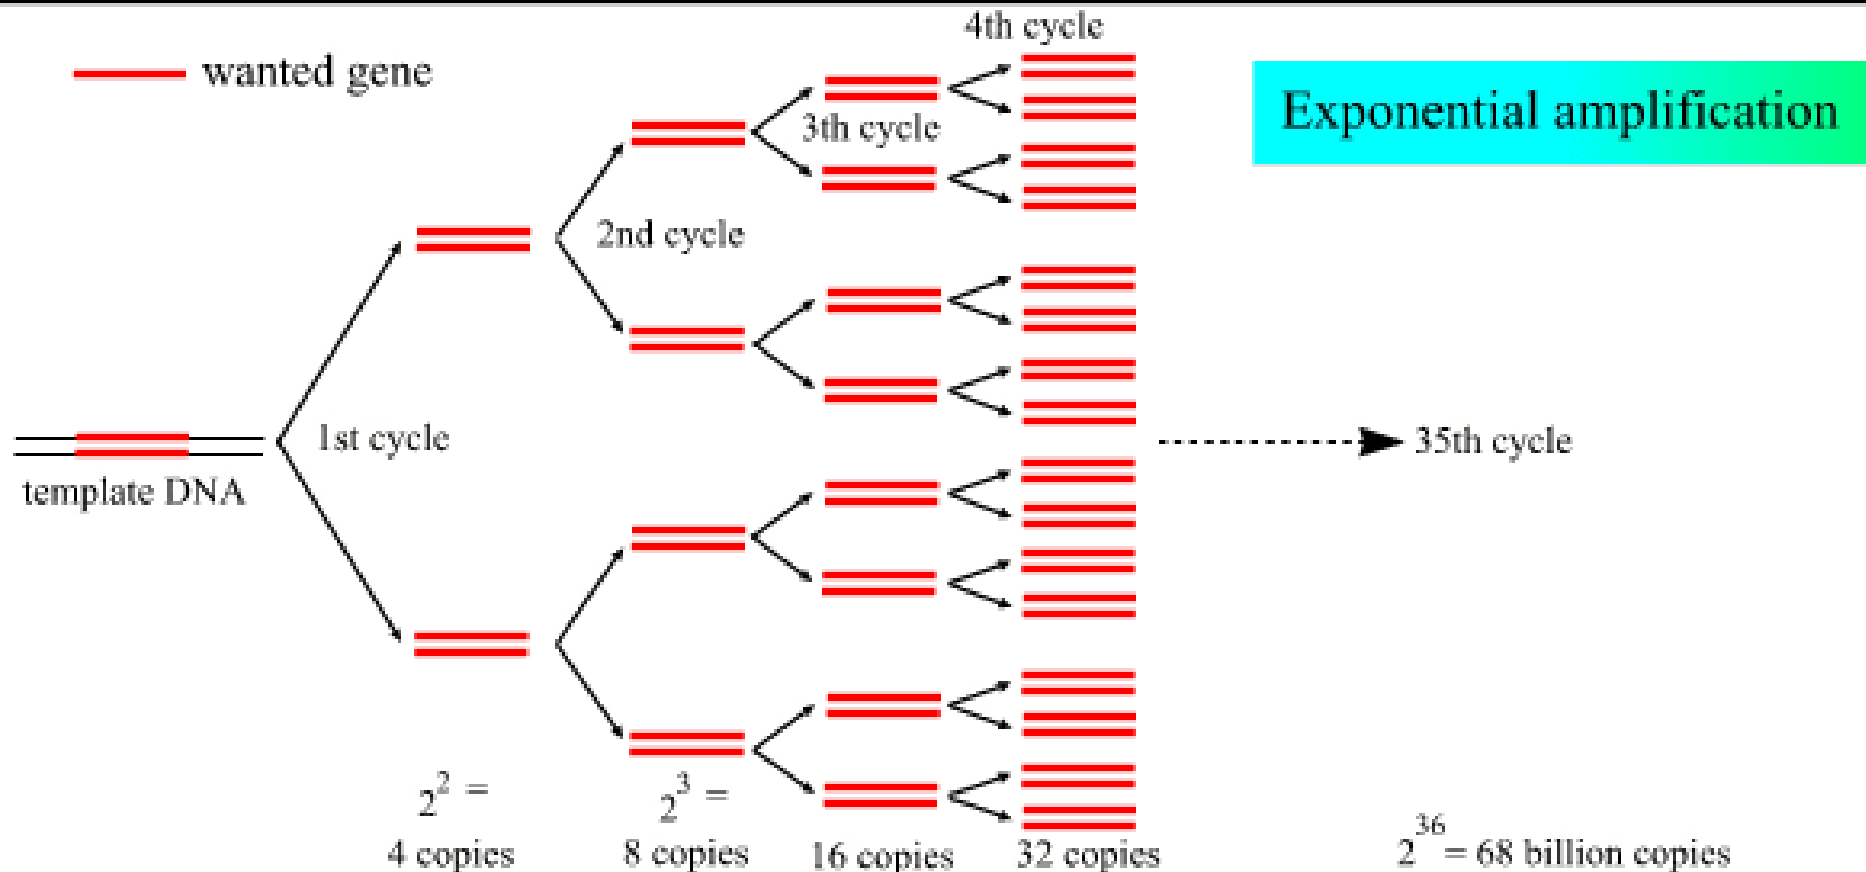 4th cycle
wanted gene
Exponential amplification
3th cycle
2nd cycle
1st cycle
35th cycle
template DNA
2² =
4 copies
2³ =
8 copies
16 copies
32 copies
2³⁶ = 68 billion copies